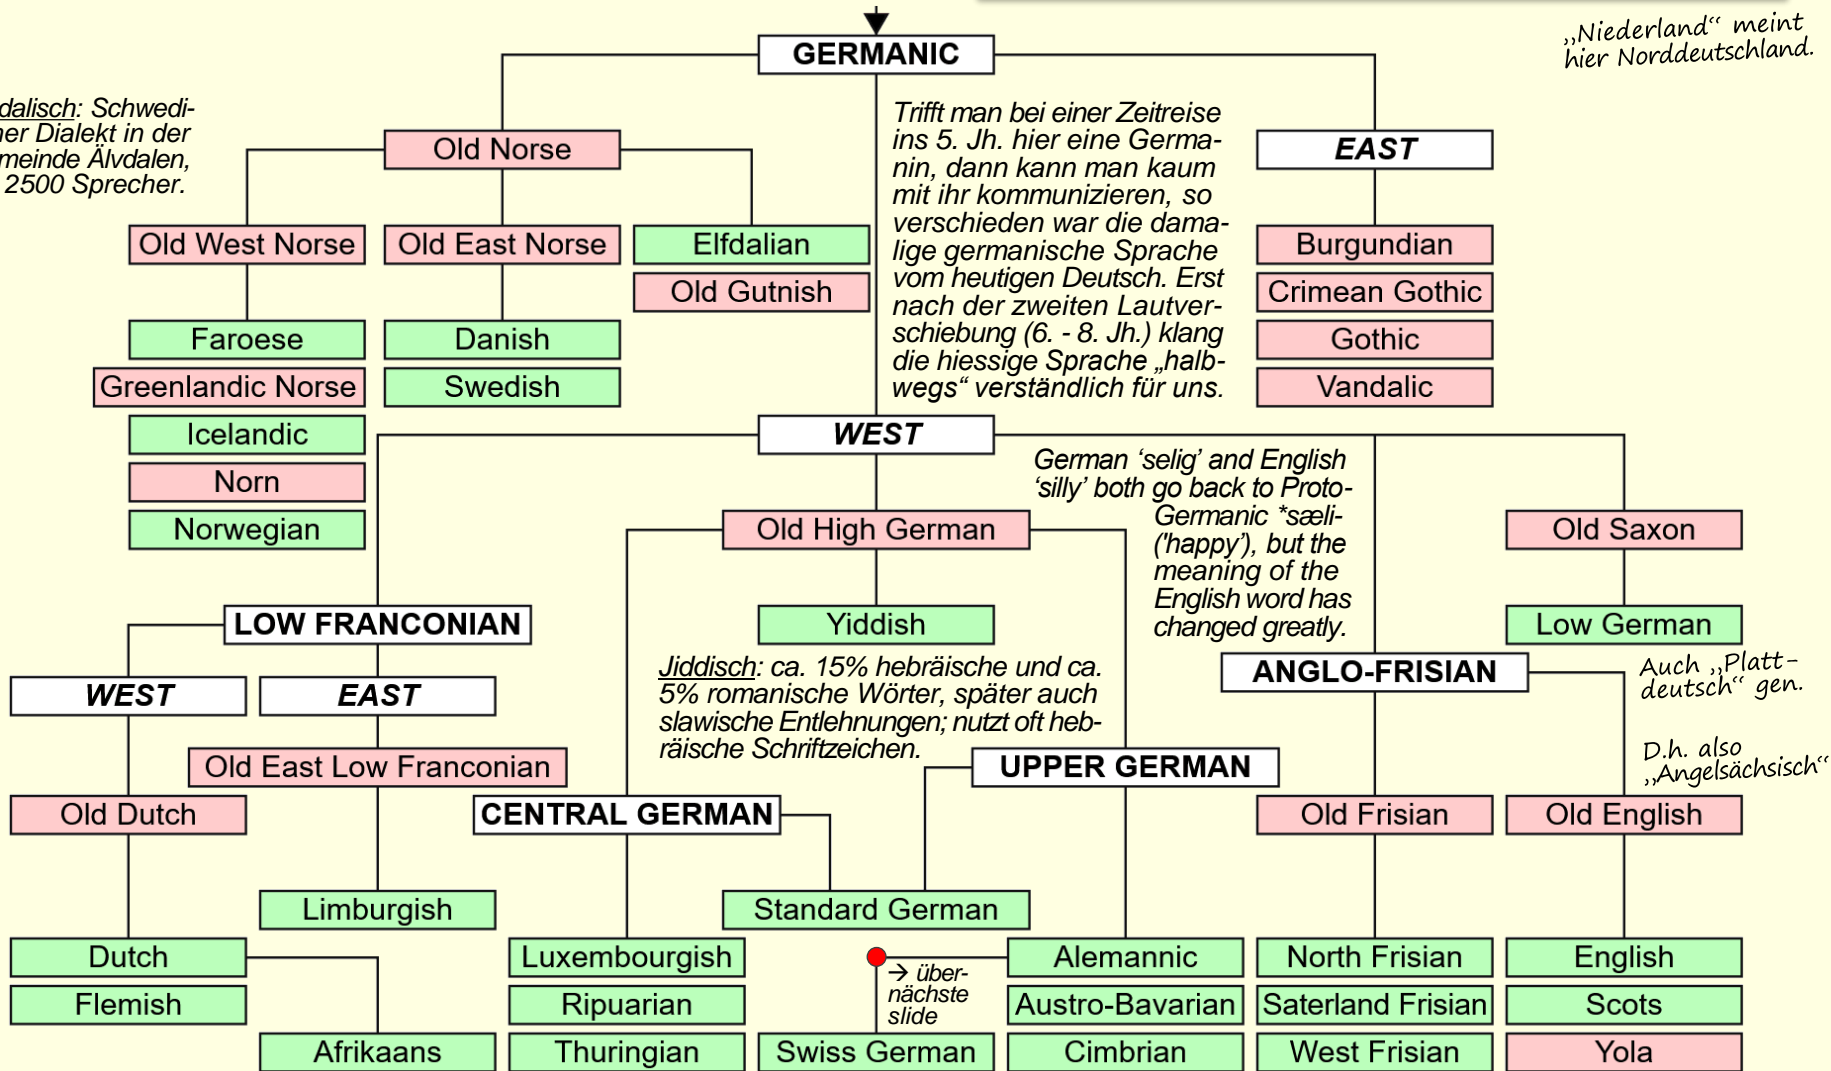 GERMANIC
„Niederland“ meint
hier Norddeutschland.
dalisch: Schwedi-
ner Dialekt in der
meinde Älvdalen,
2500 Sprecher.
Old Norse
Trifft man bei einer Zeitreise
ins 5. Jh. hier eine Germa-
nin, dann kann man kaum
mit ihr kommunizieren, so
verschieden war die dama-
lige germanische Sprache
vom heutigen Deutsch. Erst
nach der zweiten Lautver-
schiebung (6. - 8. Jh.) klang
die hiessige Sprache „halb-
wegs“ verständlich für uns.
EAST
Old West Norse
Old East Norse
Elfdalian
Old Gutnish
Burgundian
Crimean Gothic
Gothic
Vandalic
Faroese
Greenlandic Norse
Icelandic
Norn
Norwegian
Danish
Swedish
WEST
German ‘selig’ and English
‘silly’ both go back to Proto-
Germanic *sæli-
('happy’), but the
meaning of the
English word has
changed greatly.
Old High German
Old Saxon
LOW FRANCONIAN
Yiddish
Low German
Jiddisch: ca. 15% hebräische und ca.
5% romanische Wörter, später auch
slawische Entlehnungen; nutzt oft heb-
räische Schriftzeichen.
ANGLO-FRISIAN
Auch „Platt-
deutsch“ gen.
WEST
EAST
D.h. also
„Angelsächsisch“
Old East Low Franconian
UPPER GERMAN
Old Dutch
CENTRAL GERMAN
Old Frisian
Old English
Limburgish
Standard German
Dutch
Flemish
Afrikaans
Luxembourgish
Ripuarian
Thuringian
→ über-
nächste
slide
Swiss German
Alemannic
Austro-Bavarian
Cimbrian
North Frisian
Saterland Frisian
West Frisian
English
Scots
Yola